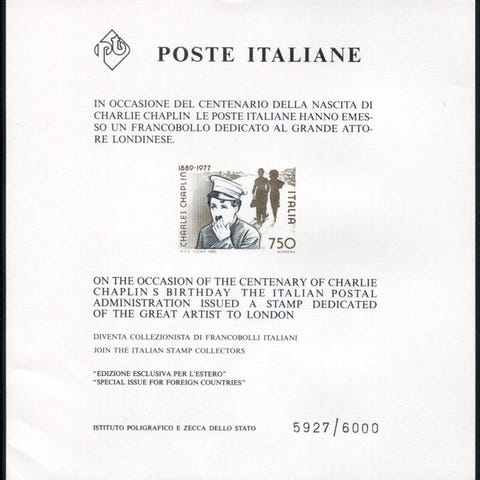 POSTE ITALIANE
IN OCCASIONE DEL CENTENARIO DELLA NASCITA DI
CHARLIE CHAPLIN LE POSTE ITALIANE HANNO EMES-
SO UN FRANCOBOLLO DEDICATO AL GRANDE ATTO-
RE LONDINESE.
1889-1977
CHARLES CHAPLIN
ITALIA
750
ON THE OCCASION OF THE CENTENARY OF CHARLIE
CHAPLIN S BIRTHDAY THE ITALIAN POSTAL
ADMINISTRATION ISSUED A STAMP DEDICATED
OF THE GREAT ARTIST TO LONDON
DIVENTA COLLEZIONISTA DI FRANCOBOLLI ITALIANI
JOIN THE ITALIAN STAMP COLLECTORS
"EDIZIONE ESCLUSIVA PER L'ESTERO"
"SPECIAL ISSUE FOR FOREIGN COUNTRIES"
ISTITUTO POLIGRAFICO E ZECCA DELLO STATO
5927/6000